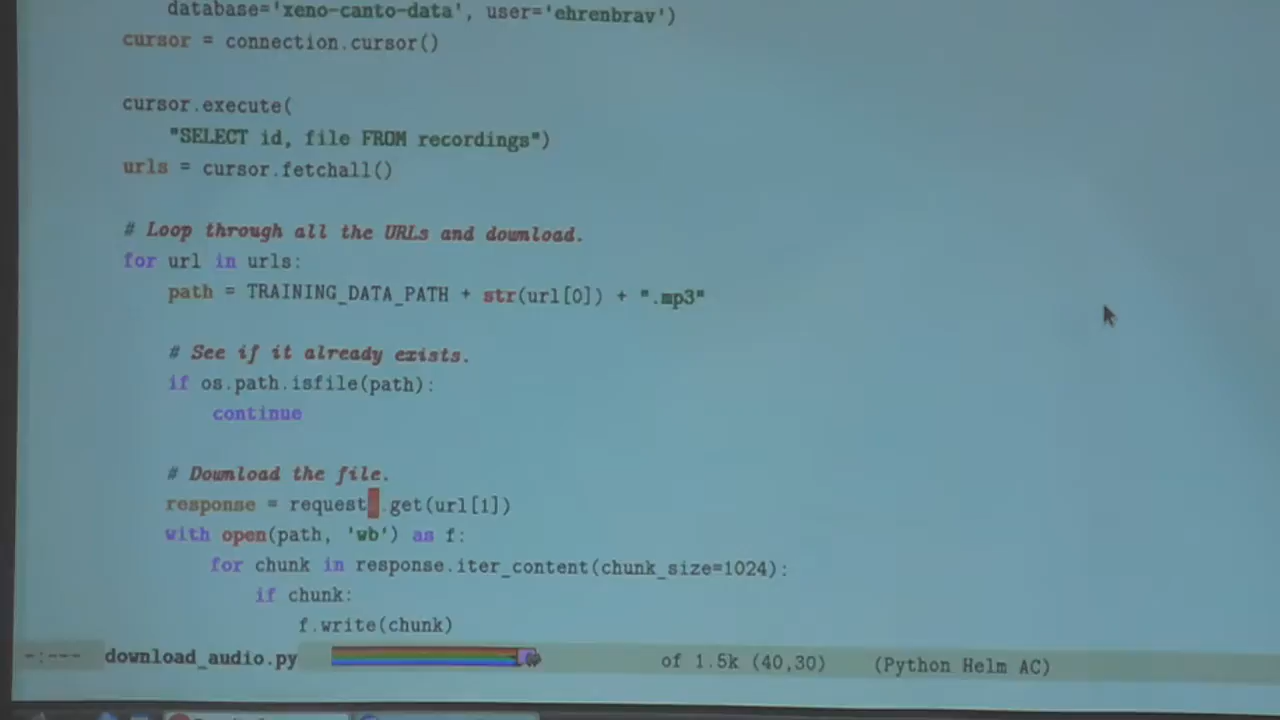 database='xeno-canto-data', user='ehrenbrav')
cursor = connection.cursor()
cursor.execute(
"SELECT id, file FROM recordings")
urls = cursor.fetchall()
# Loop through all the URLs and download.
for url in urls:
path = TRAINING_DATA_PATH + str(url[0]) + ".mp3"
# See if it already exists.
if os.path.isfile(path):
continue
# Download the file.
response = request .get(url[1])
with open(path, 'wb') as f:
for chunk in response.iter_content(chunk_size=1024):
if chunk:
f.write(chunk)
-:--- download_audio.py of 1.5k (40,30) (Python Helm AC)